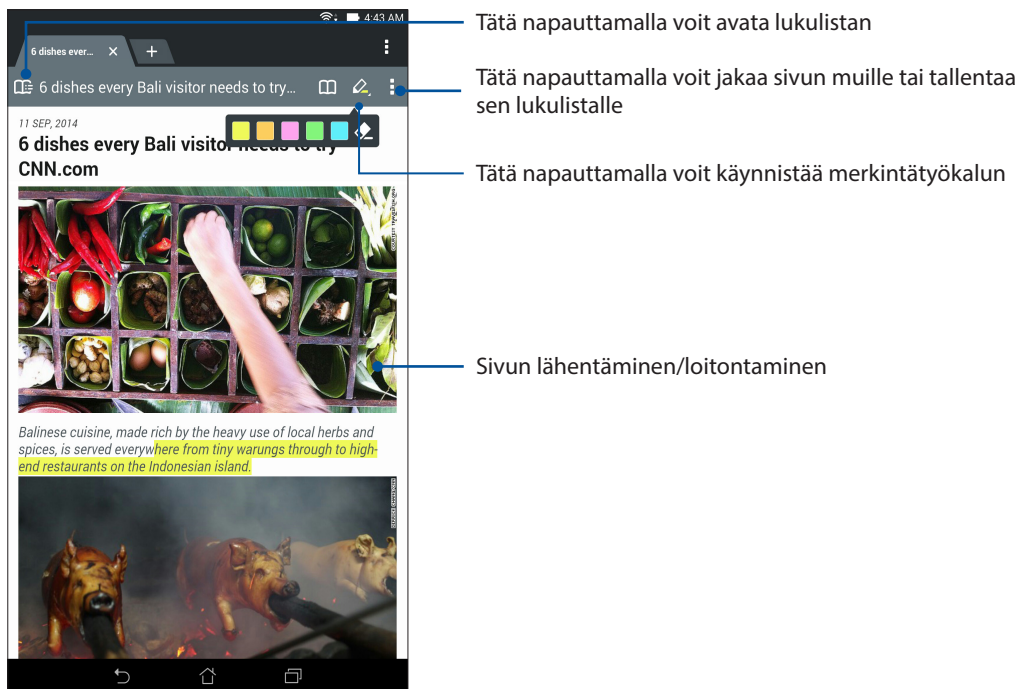 4:43 AM
6 dishes ever...
6 dishes every Bali visitor needs to try...
11 SEP, 2014
6 dishes every Bali visitor needs to try
CNN.com
Balinese cuisine, made rich by the heavy use of local herbs and
spices, is served everywhere from tiny warungs through to high-
end restaurants on the Indonesian island.
Tätä napauttamalla voit avata lukulistan
Tätä napauttamalla voit jakaa sivun muille tai tallentaa
sen lukulistalle
Tätä napauttamalla voit käynnistää merkintätyökalun
Sivun lähentäminen/loitontaminen